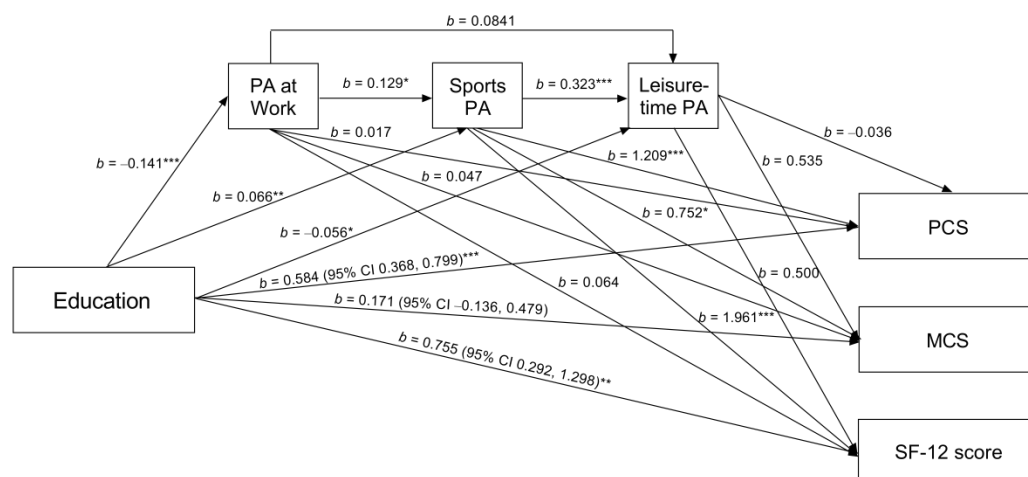 b = 0.0841
PA at
Work
b = 0.129*
Sports
PA
b = 0.323***
Leisure-
time PA
b = 0.017
b = –0.036
b = –0.141***
b = 1.209***
b = 0.535
b = 0.066**
b = 0.047
b = 0.752*
PCS
b = –0.056*
b = 0.584 (95% CI 0.368, 0.799)***
b = 0.064
b = 0.500
Education
b = 0.171 (95% CI –0.136, 0.479)
b = 1.961***
MCS
b = 0.755 (95% CI 0.292, 1.298)**
SF-12 score